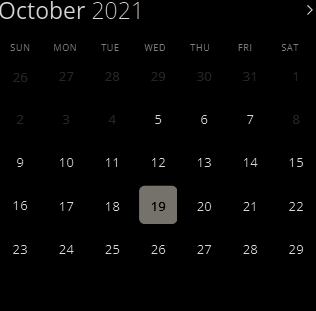 October 2021
SUN MON TUE WED THU FRI SAT
26 27 28 29 30 31 1
2 3 4 5 6 7 8
9 10 11 12 13 14 15
16 17 18 19 20 21 22
23 24 25 26 27 28 29